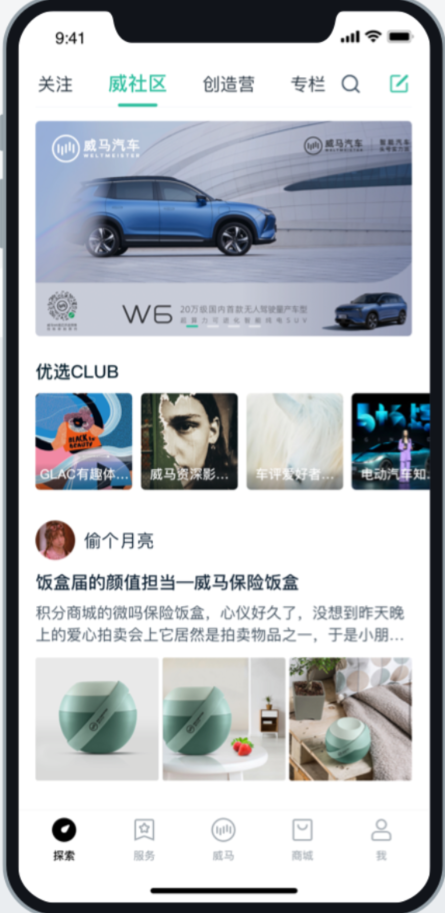 9:41
关注
威社区
创造营
专栏
威马汽车
WELTMEISTER
威马汽车
W6
20万级国内首款无人驾驶量产车型
优选CLUB
GLAC有趣体...
威马资深影...
车评爱好者...
电动汽车知
BLACK is BEAUTY
偷个月亮
饭盒届的颜值担当—威马保险饭盒
积分商城的微吗保险饭盒，心仪好久了，没想到昨天晚
上的爱心拍卖会上它居然是拍卖物品之一，于是小朋...
探索
服务
威马
商城
我